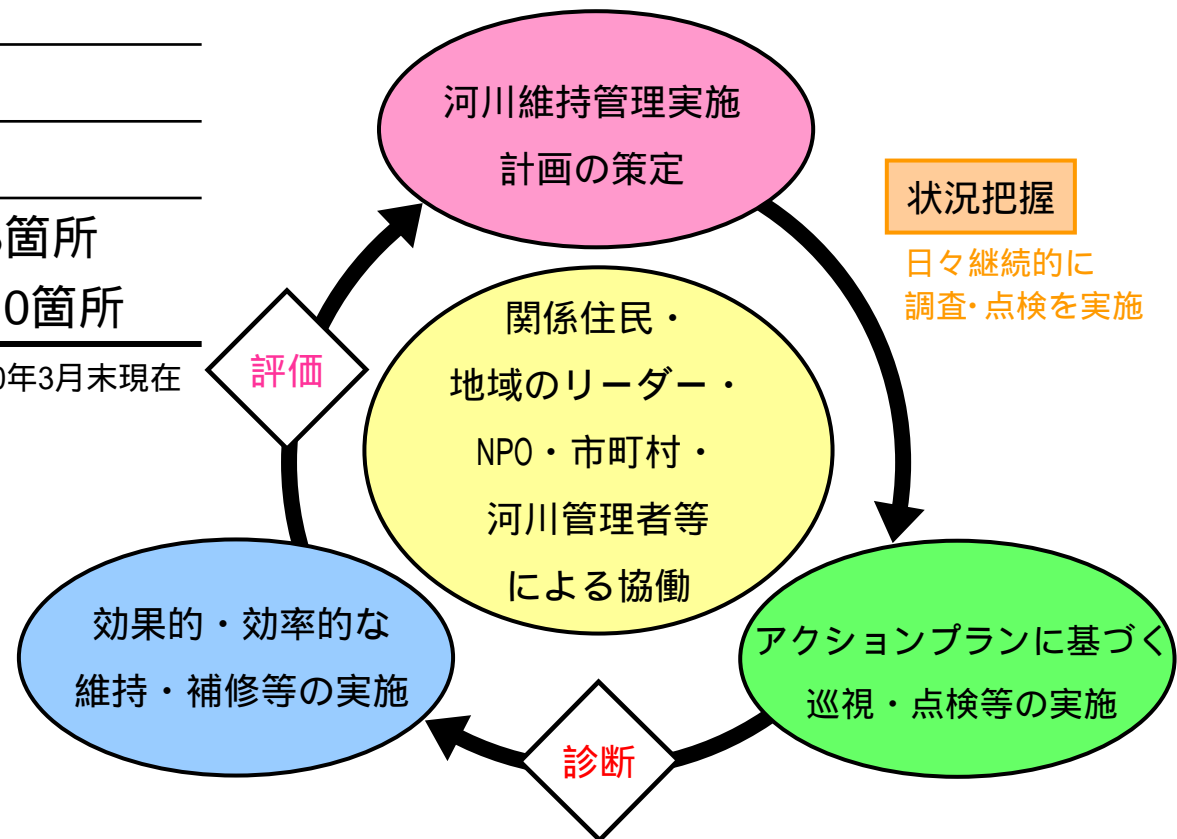 河川維持管理実施
計画の策定
状況把握
日々継続的に
調査・点検を実施
箇所
0箇所
0年3月末現在
評価
関係住民・
地域のリーダー・
NPO・市町村・
河川管理者等
による協働
効果的・効率的な
維持・補修等の実施
アクションプランに基づく
巡視・点検等の実施
診断